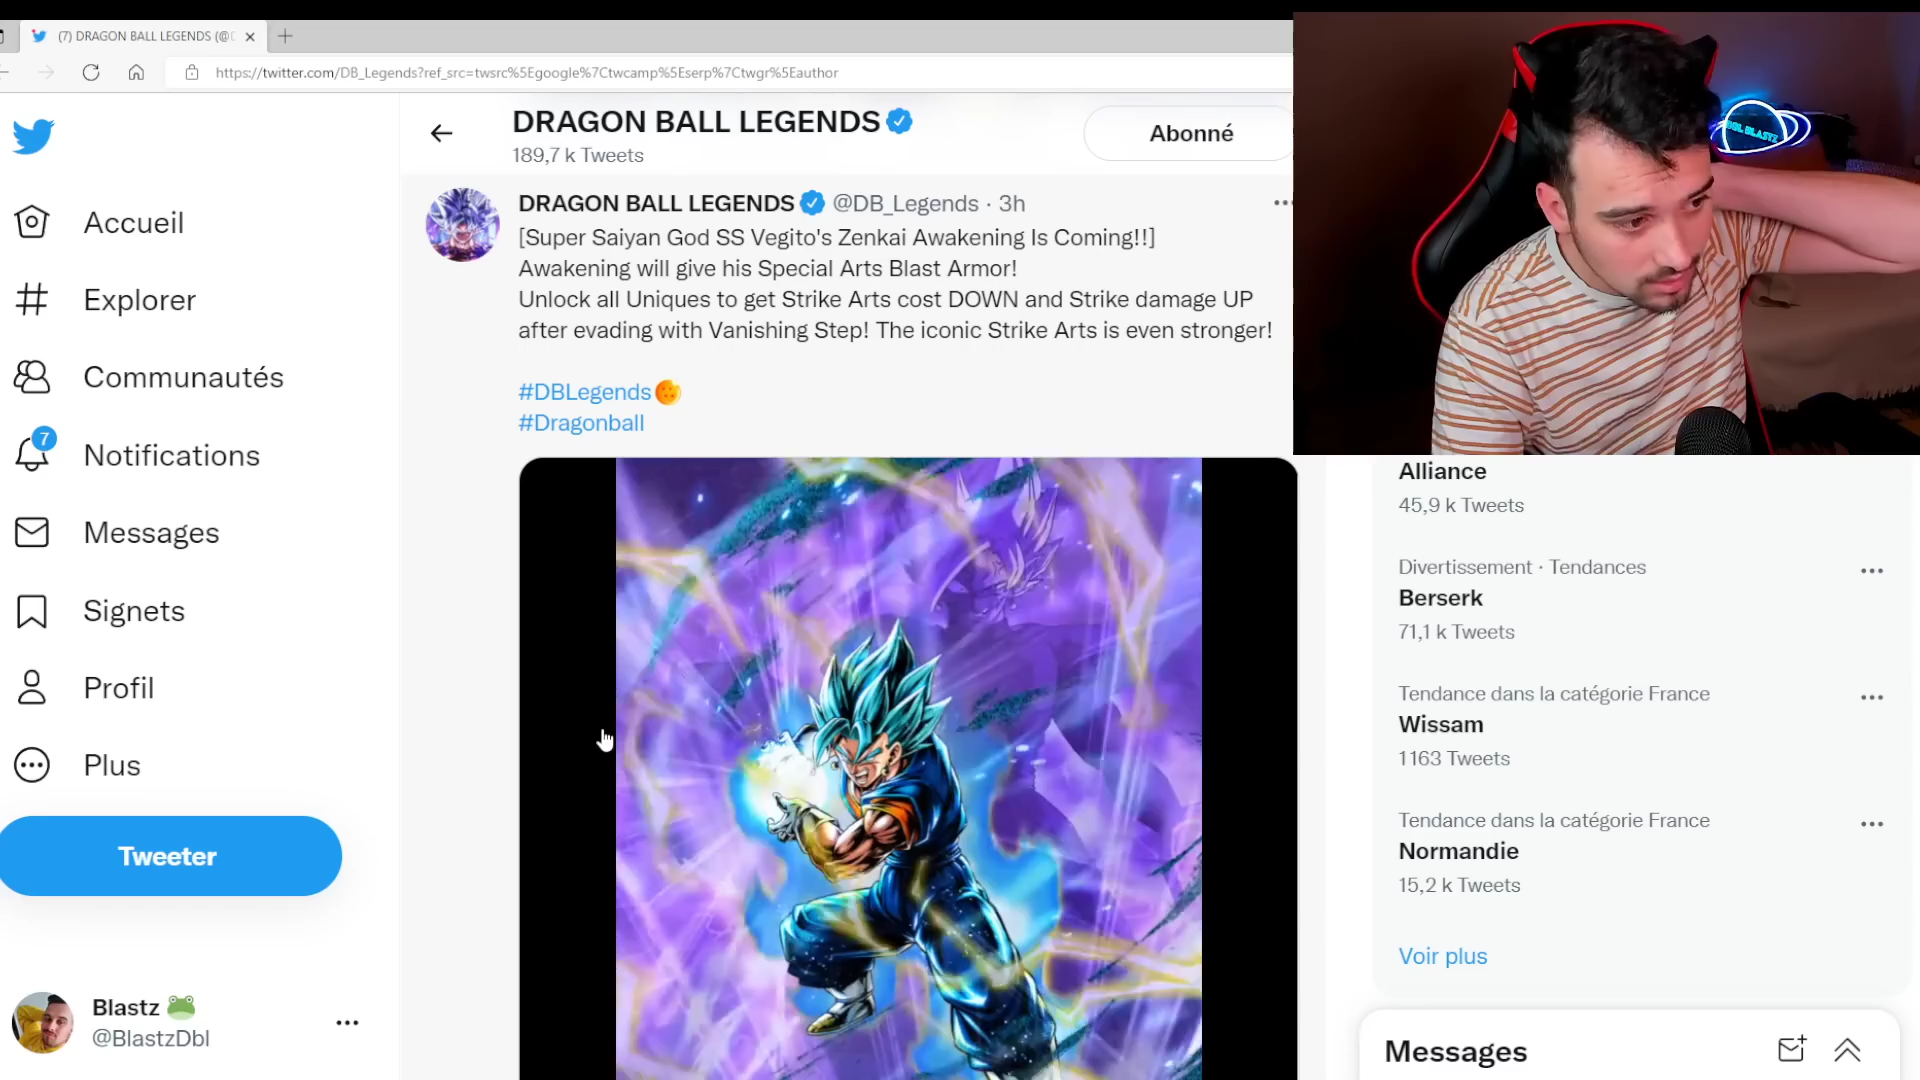 (7) DRAGON BALL LEGENDS (@D
https://twitter.com/DB_Legends?ref_src=twsrc%5Egoogle%7Ctwcamp%5Eserp%7Ctwgr%5Eauthor
DRAGON BALL LEGENDS
189,7 k Tweets
Abonné
DBL BLASTZ
Accueil
Explorer
Communautés
7
Notifications
Messages
Signets
Profil
Plus
Tweeter
Blastz
@BlastzDbl
DRAGON BALL LEGENDS @DB_Legends · 3h
[Super Saiyan God SS Vegito's Zenkai Awakening Is Coming!!]
Awakening will give his Special Arts Blast Armor!
Unlock all Uniques to get Strike Arts cost DOWN and Strike damage UP
after evading with Vanishing Step! The iconic Strike Arts is even stronger!
#DBLegends
#Dragonball
Alliance
45,9 k Tweets
Divertissement · Tendances
Berserk
71,1 k Tweets
Tendance dans la catégorie France
Wissam
1 163 Tweets
Tendance dans la catégorie France
Normandie
15,2 k Tweets
Voir plus
Messages